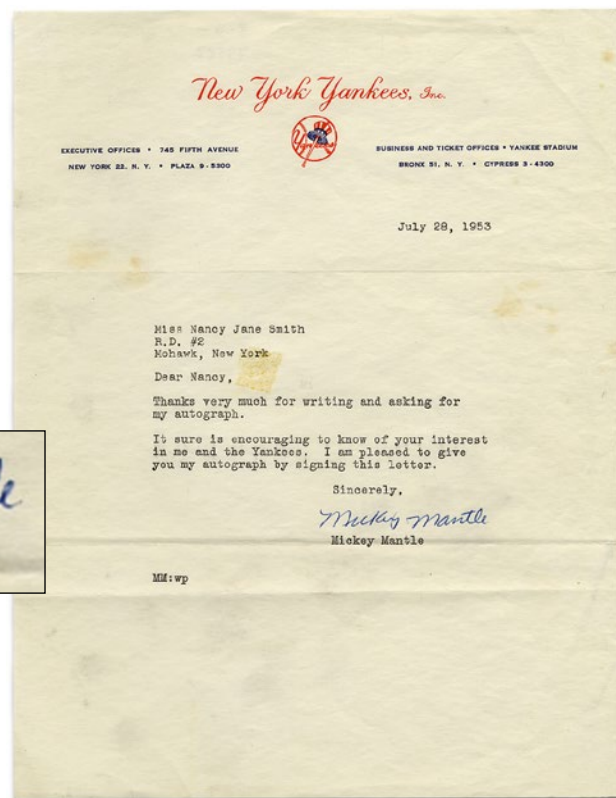 New York Yankees, Inc.
EXECUTIVE OFFICES • 745 FIFTH AVENUE
NEW YORK 22, N. Y. • PLAZA 9-5300
BUSINESS AND TICKET OFFICES • YANKEE STADIUM
BRONX 51, N. Y. • CYPRESS 3-4300
July 28, 1953
Miss Nancy Jane Smith
R.D. #2
Mohawk, New York
Dear Nancy,
Thanks very much for writing and asking for
my autograph.
It sure is encouraging to know of your interest
in me and the Yankees. I am pleased to give
you my autograph by signing this letter.
Sincerely,
Mickey Mantle
Mickey Mantle
MM:wp